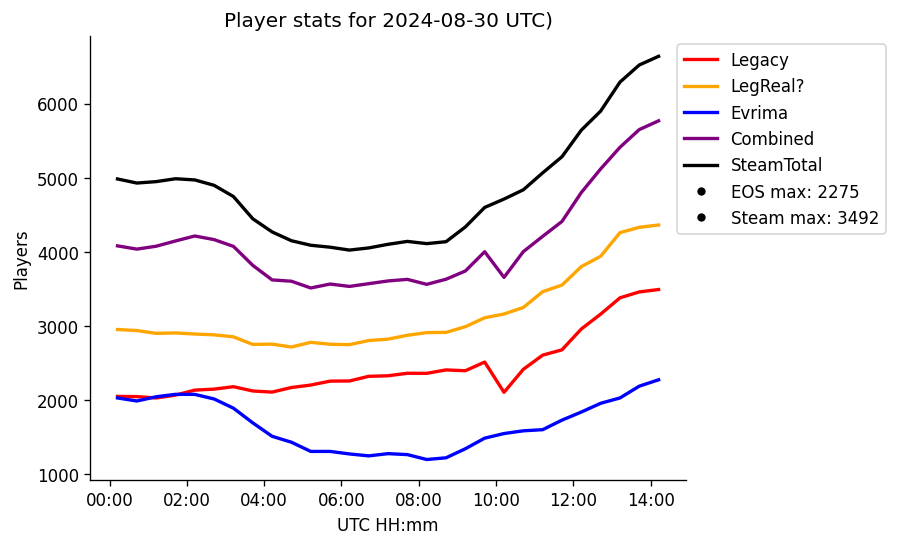 Player stats for 2024-08-30 UTC)
Legacy
LegReal?
Evrima
Combined
SteamTotal
EOS max: 2275
Steam max: 3492
Players
6000
5000
4000
3000
2000
1000
00:00 02:00 04:00 06:00 08:00 10:00 12:00 14:00
UTC HH:mm